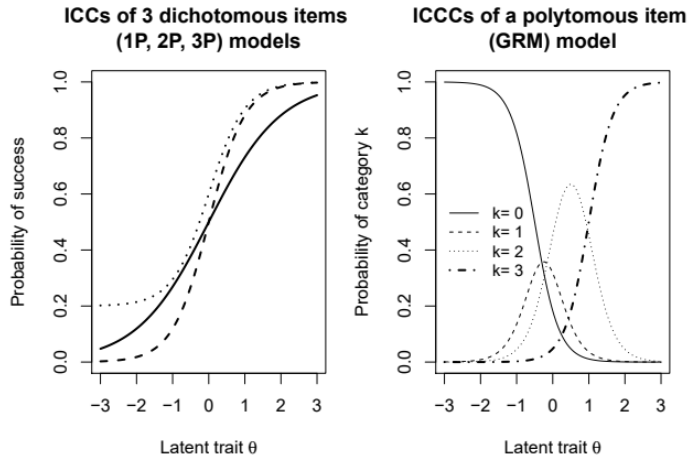 ICCs of 3 dichotomous items
(1P, 2P, 3P) models
Probability of success
1.0
0.8
0.6
0.4
0.2
0.0
−3 −2 −1 0 1 2 3
Latent trait θ
ICCCs of a polytomous item
(GRM) model
Probability of category k
1.0
0.8
0.6
0.4
0.2
0.0
k= 0
k= 1
k= 2
k= 3
−3 −2 −1 0 1 2 3
Latent trait θ